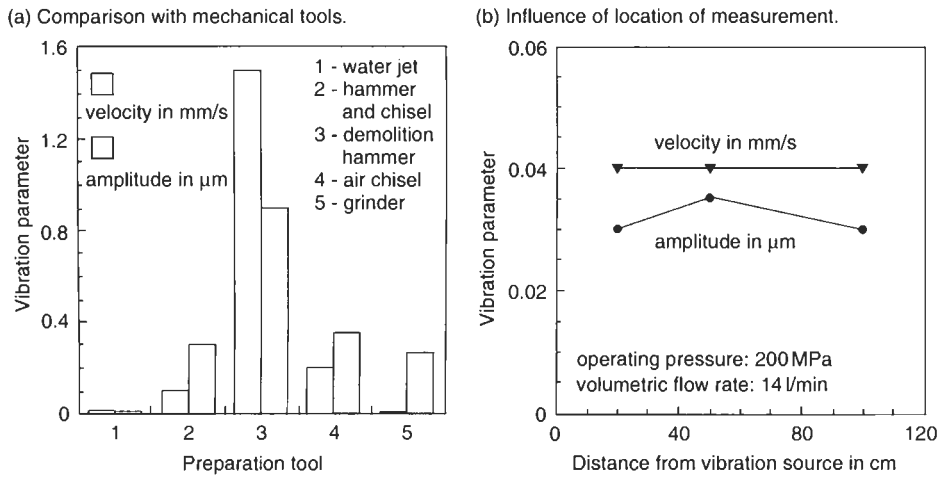 (a) Comparison with mechanical tools.
1.6
1.2
0.8
0.4
0
Vibration parameter
velocity in mm/s
amplitude in μm
1 - water jet
2 - hammer
and chisel
3 - demolition
hammer
4 - air chisel
5 - grinder
1 2 3 4 5
Preparation tool
(b) Influence of location of measurement.
0.06
0.04
0.02
0
Vibration parameter
velocity in mm/s
amplitude in μm
operating pressure: 200 MPa
volumetric flow rate: 14 l/min
0 40 80 120
Distance from vibration source in cm